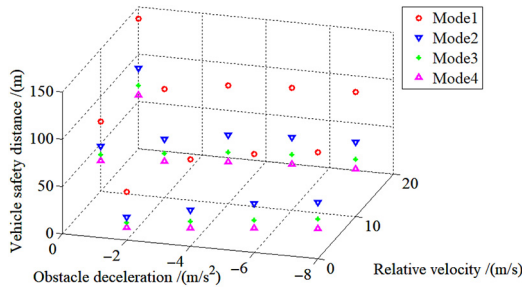 Mode1
Mode2
Mode3
Mode4
Vehicle safety distance /(m)
150
100
50
0
0
−2
−4
−6
−8
Obstacle deceleration /(m/s²)
0
10
20
Relative velocity /(m/s)